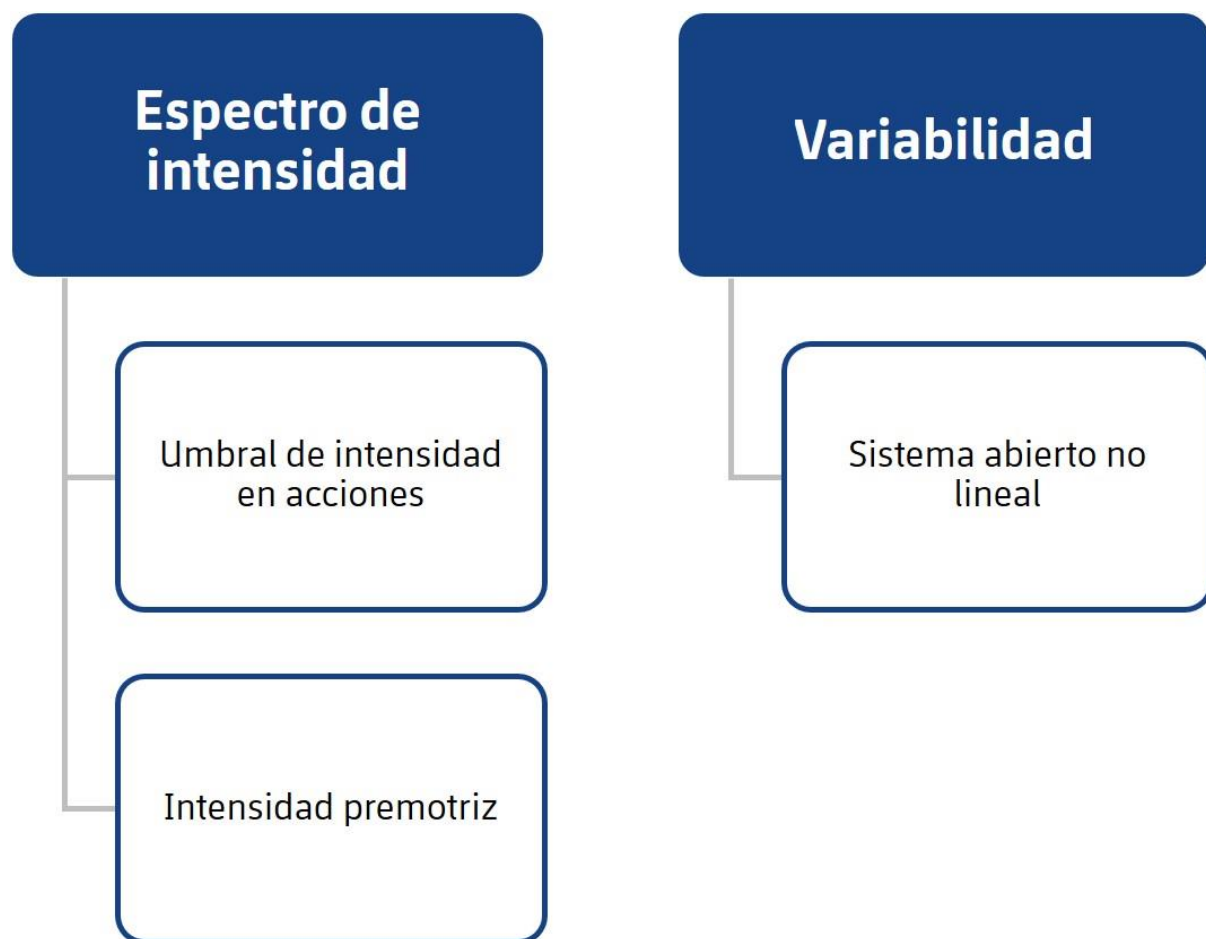 Espectro de
intensidad
Umbral de intensidad
en acciones
Intensidad premotriz
Variabilidad
Sistema abierto no
lineal